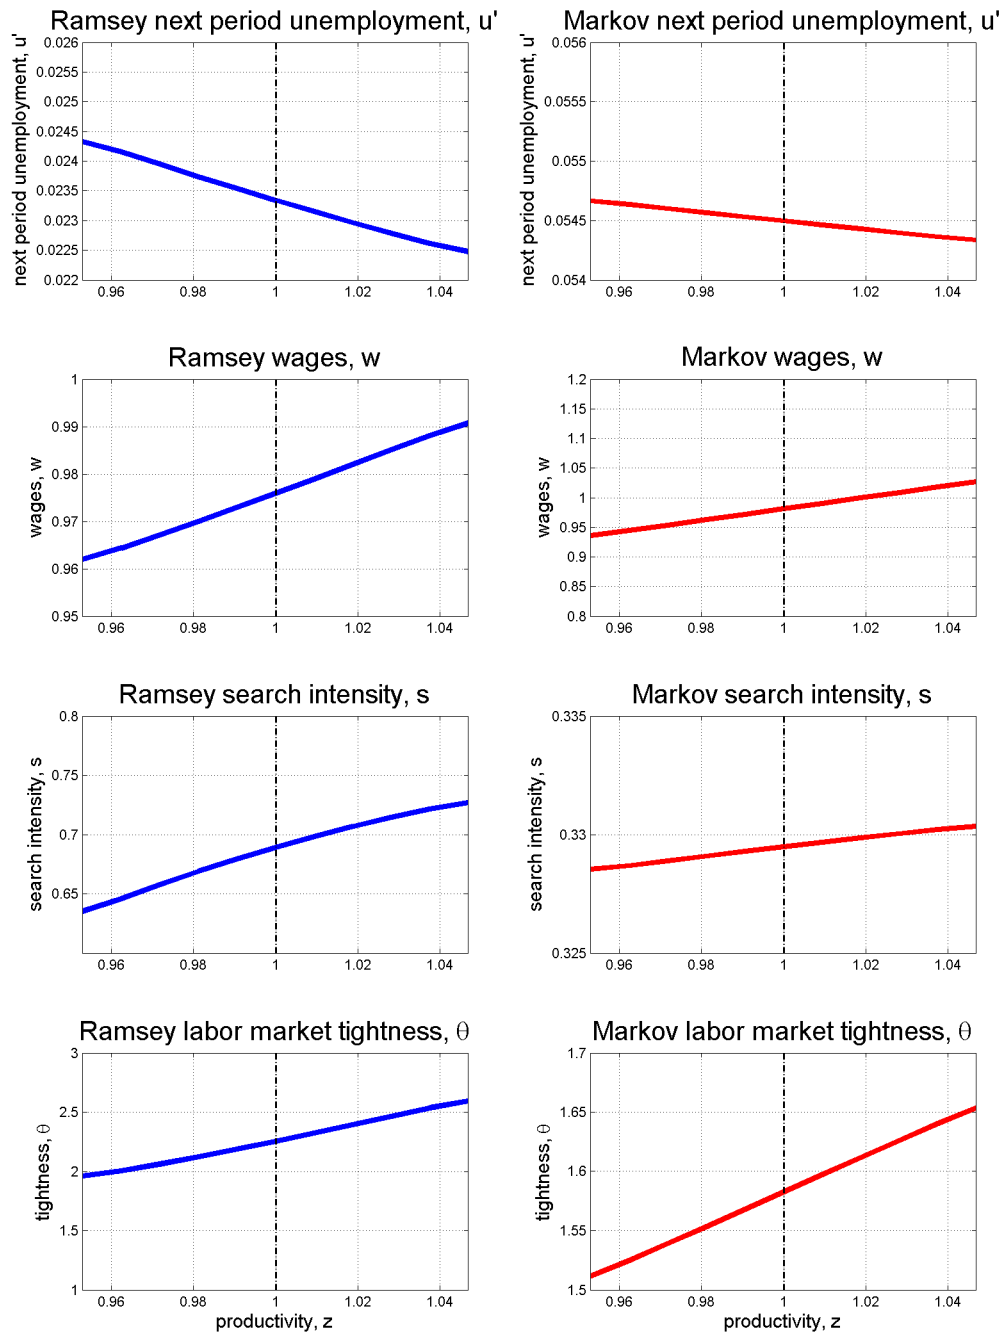 Ramsey next period unemployment, u'
next period unemployment, u'
0.026
0.0255
0.025
0.0245
0.024
0.0235
0.023
0.0225
0.022
0.96 0.98 1 1.02 1.04
Markov next period unemployment, u'
next period unemployment, u'
0.056
0.0555
0.055
0.0545
0.054
0.96 0.98 1 1.02 1.04
Ramsey wages, w
wages, w
1
0.99
0.98
0.97
0.96
0.95
0.96 0.98 1 1.02 1.04
Markov wages, w
wages, w
1.2
1.15
1.1
1.05
1
0.95
0.9
0.85
0.8
0.96 0.98 1 1.02 1.04
Ramsey search intensity, s
search intensity, s
0.8
0.75
0.7
0.65
0.96 0.98 1 1.02 1.04
Markov search intensity, s
search intensity, s
0.335
0.33
0.325
0.96 0.98 1 1.02 1.04
Ramsey labor market tightness, θ
tightness, θ
3
2.5
2
1.5
1
0.96 0.98 1 1.02 1.04
productivity, z
Markov labor market tightness, θ
tightness, θ
1.7
1.65
1.6
1.55
1.5
0.96 0.98 1 1.02 1.04
productivity, z